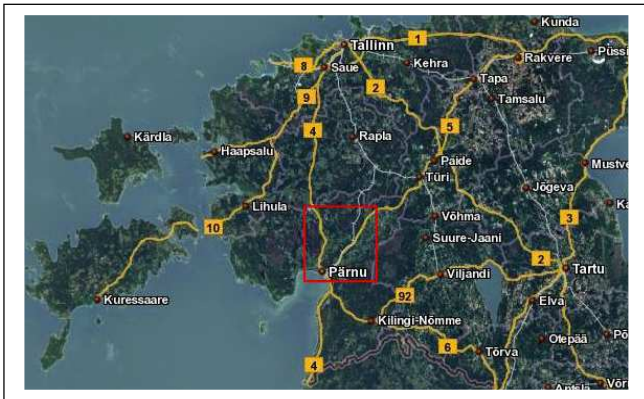 Kunda
1
Tallinn
Rakvere
Püssi
8
Saue
Kehra
Tapa
2
9
Tamsalu
4
5
Kärdla
Rapla
Haapsalu
Paide
Mustve
Türi
Jõgeva
Lihula
Võhma
3
10
Suure-Jaani
2
Pärnu
Viljandi
Tartu
Kuressaare
92
Elva
Kilingi-Nõmme
6
Otepää
4
Tõrva